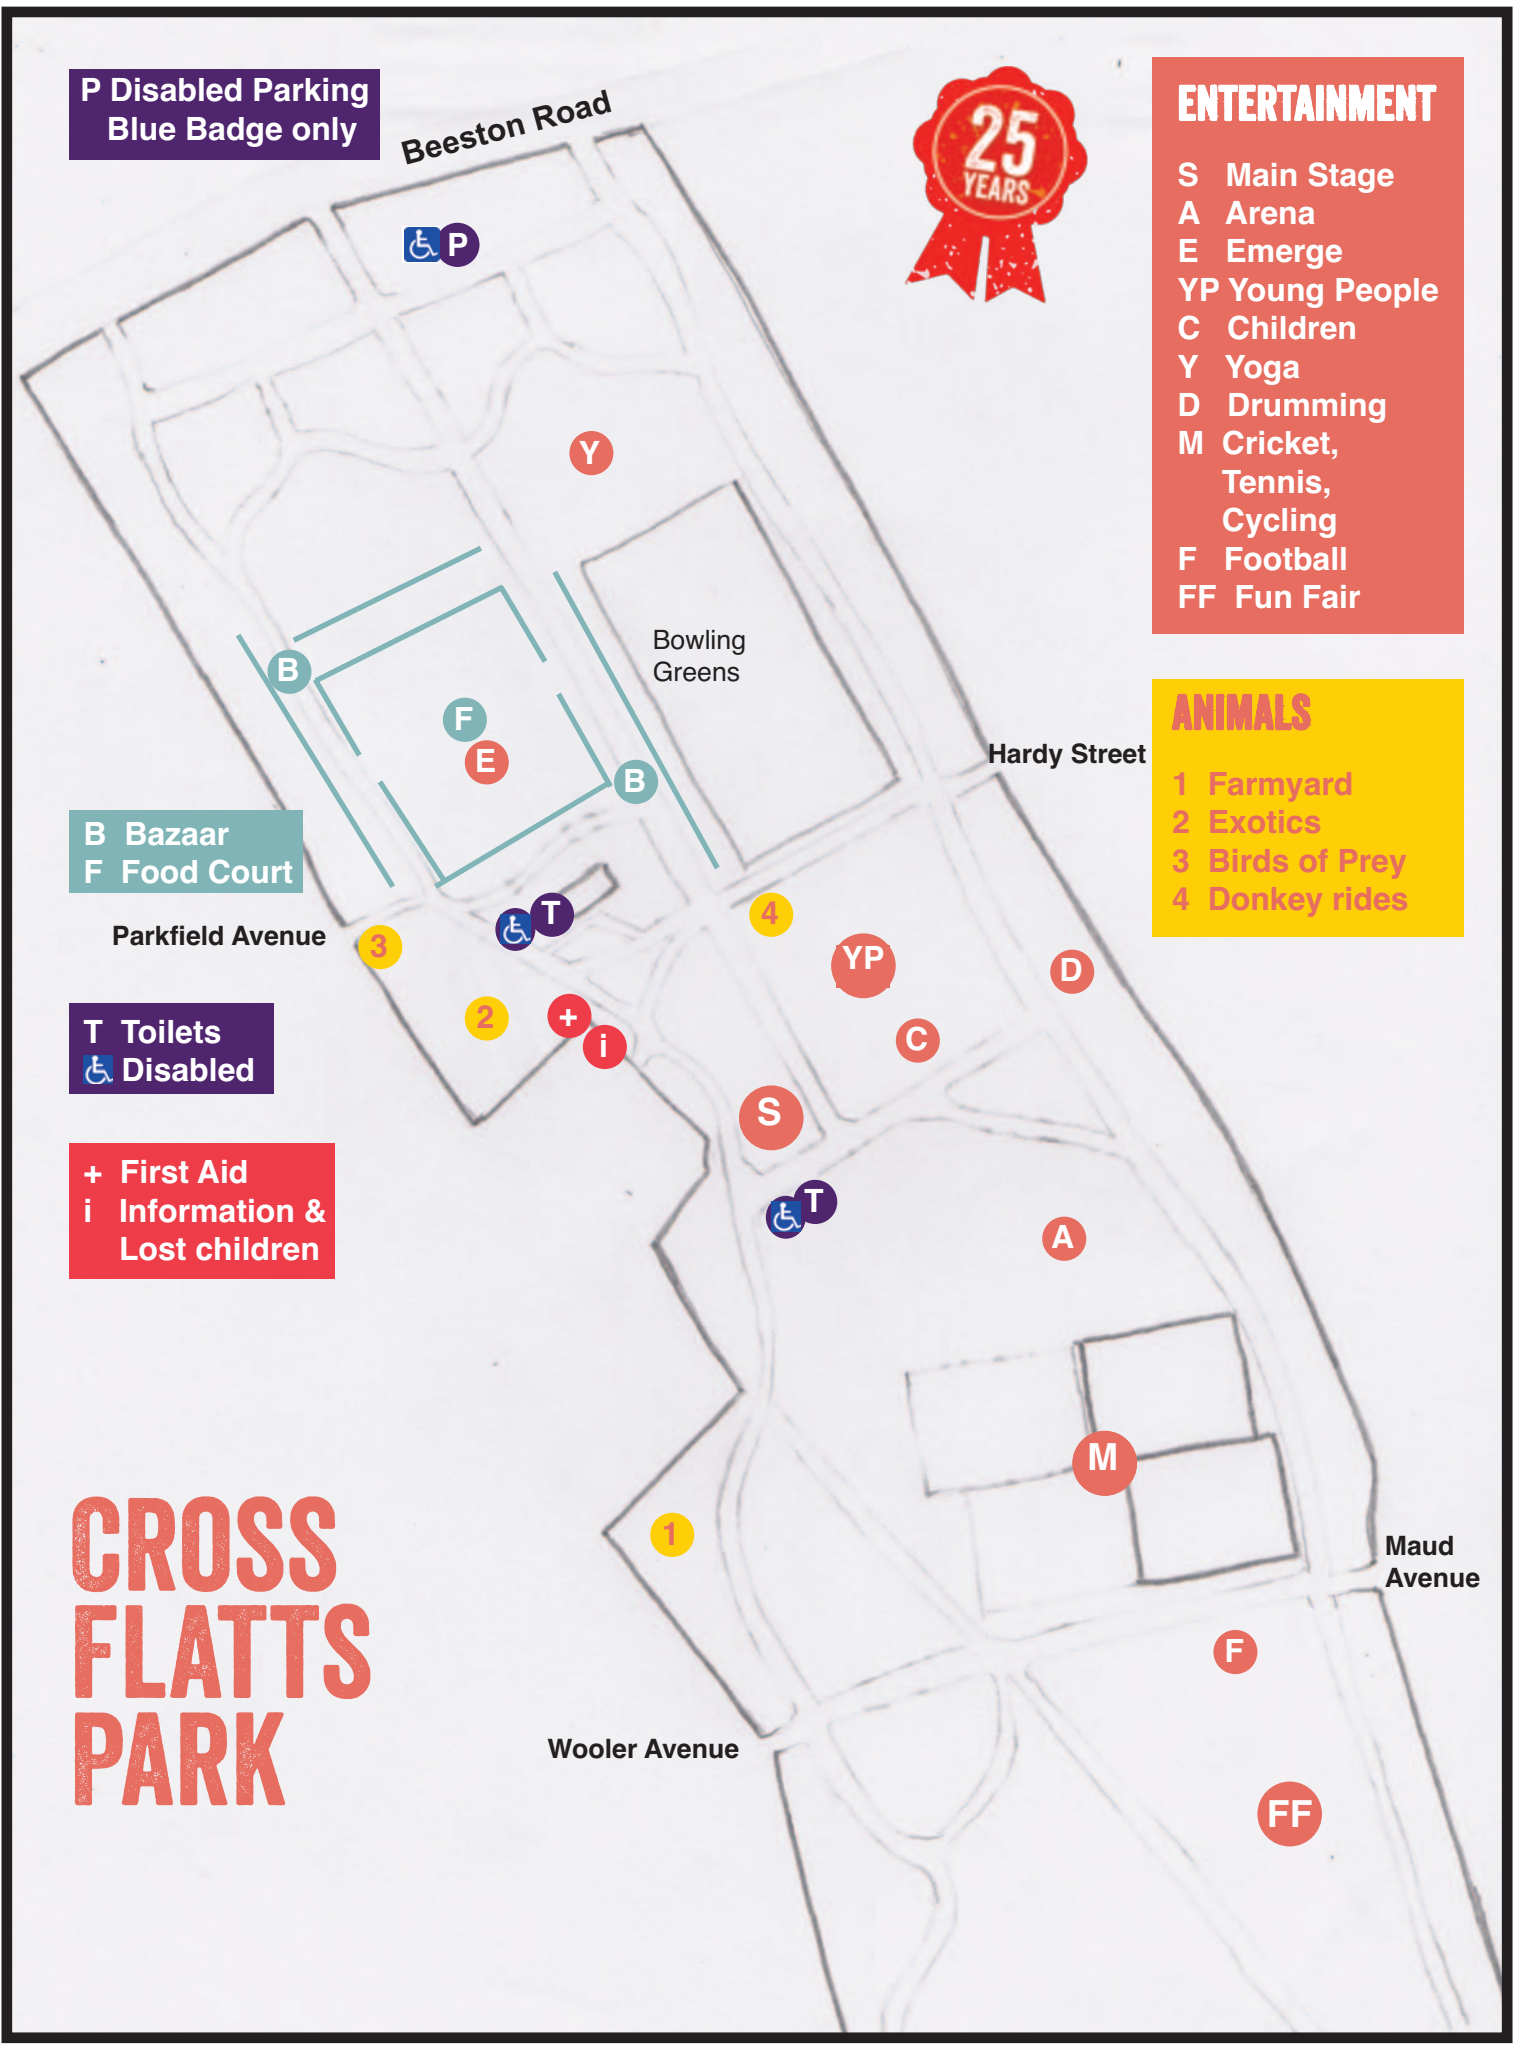 P Disabled Parking
Blue Badge only
Beeston Road
25
YEARS
ENTERTAINMENT
S Main Stage
A Arena
E Emerge
YP Young People
C Children
Y Yoga
D Drumming
M Cricket,
Tennis,
Cycling
F Football
FF Fun Fair
P
Y
Bowling
Greens
B
F
E
B
Hardy Street
ANIMALS
1 Farmyard
2 Exotics
3 Birds of Prey
4 Donkey rides
B Bazaar
F Food Court
Parkfield Avenue
3
T
4
YP
D
2
+
i
C
T Toilets
Disabled
S
+ First Aid
i Information &
Lost children
T
A
M
1
CROSS
FLATTS
PARK
Maud
Avenue
F
Wooler Avenue
FF